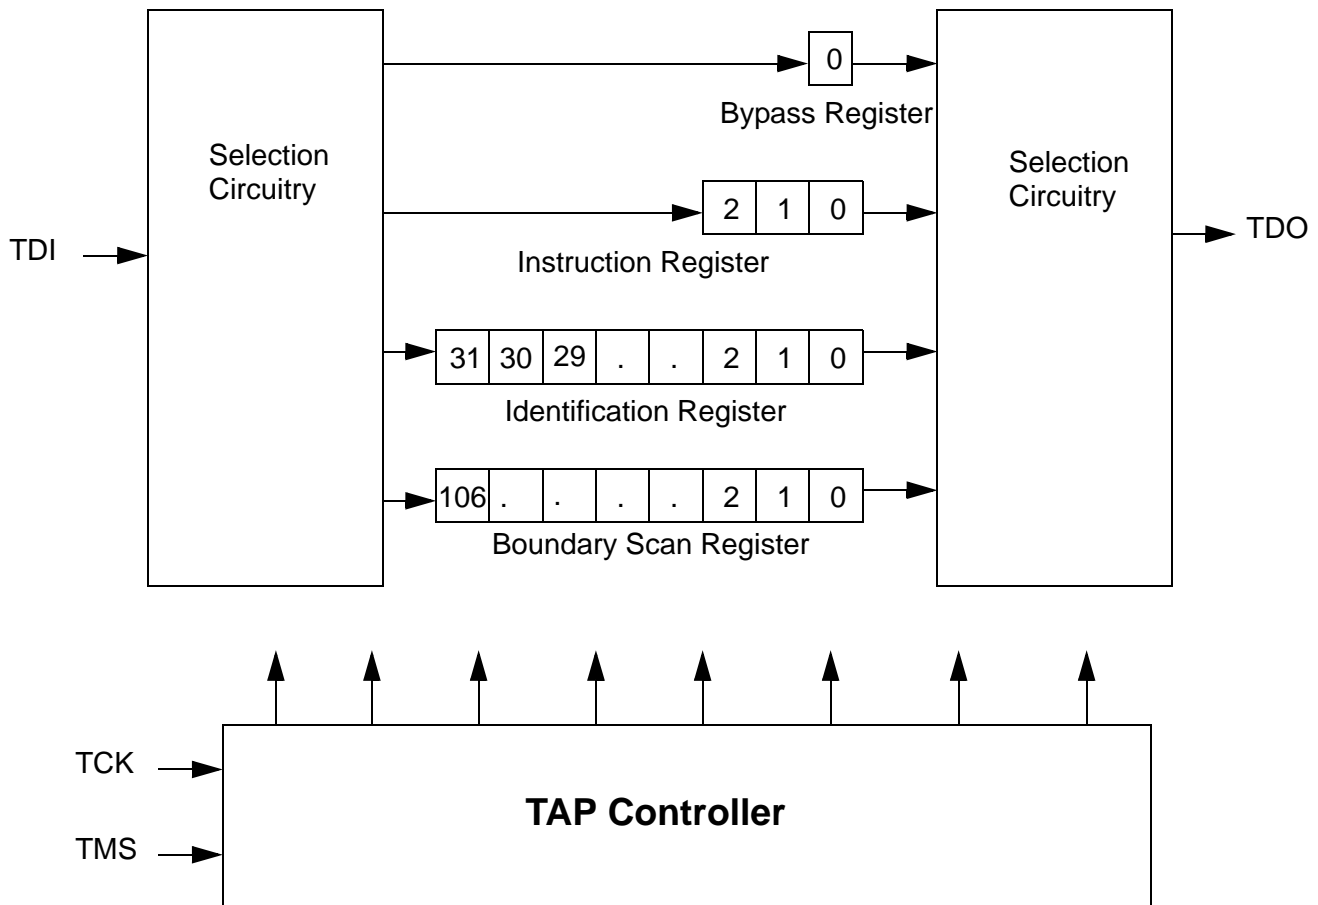 0
Bypass Register
Selection
Circuitry
Selection
Circuitry
2 1 0
TDI
TDO
Instruction Register
31 30 29 . . 2 1 0
Identification Register
106 . . . . 2 1 0
Boundary Scan Register
TCK
TAP Controller
TMS